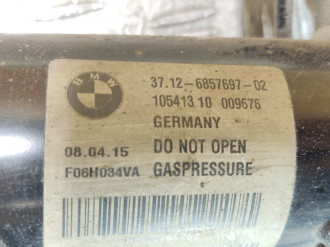 BMW
37.12-6857697-02
105413.10 009676
GERMANY
08.04.15 DO NOT OPEN
F06H034VA GASPRESSURE